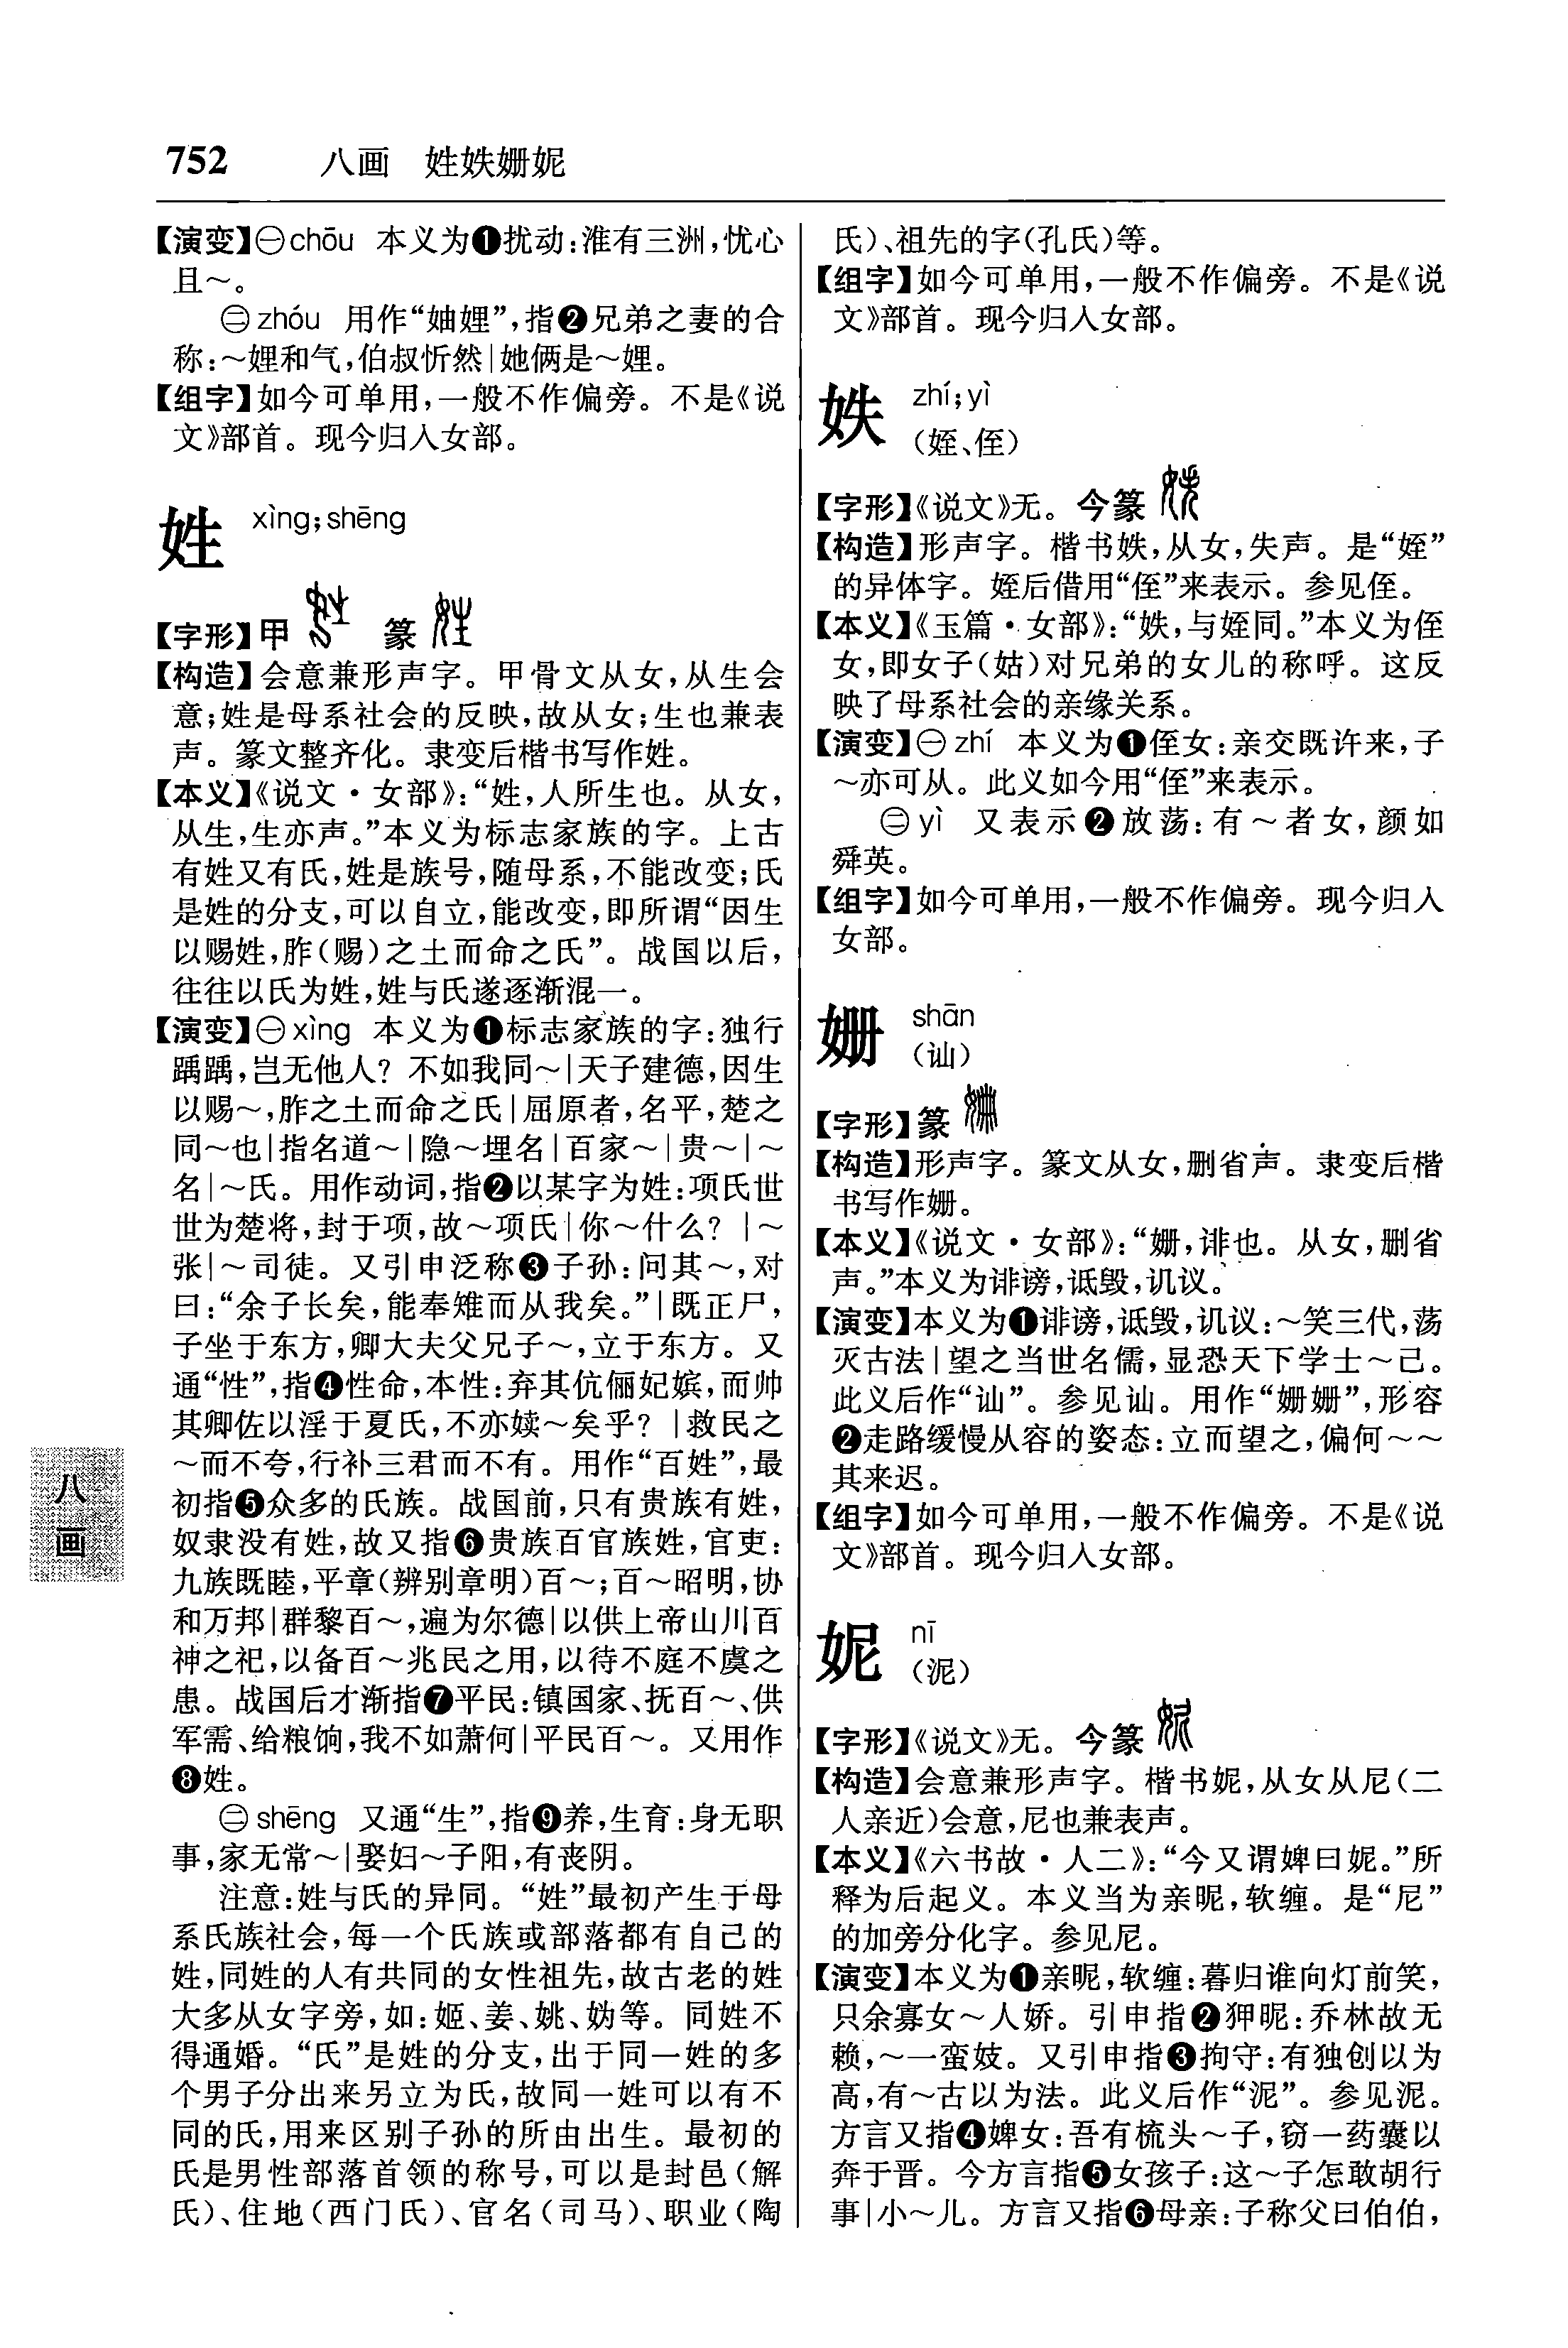 752 八画 姓妷姗妮
【演变】㊀chōu 本义为❶扰动:淮有三洲,忧心
且～。
㊁zhóu 用作“妯娌”,指❷兄弟之妻的合
称:～娌和气,伯叔忻然|她俩是～娌。
【组字】如今可单用,一般不作偏旁。不是《说
文》部首。现今归入女部。
姓 xìng;shēng
【字形】甲 篆
【构造】会意兼形声字。甲骨文从女,从生会
意;姓是母系社会的反映,故从女;生也兼表
声。篆文整齐化。隶变后楷书写作姓。
【本义】《说文·女部》:“姓,人所生也。从女,
从生,生亦声。”本义为标志家族的字。上古
有姓又有氏,姓是族号,随母系,不能改变;氏
是姓的分支,可以自立,能改变,即所谓“因生
以赐姓,胙(赐)之土而命之氏”。战国以后,
往往以氏为姓,姓与氏遂逐渐混一。
【演变】㊀xìng 本义为❶标志家族的字:独行
踽踽,岂无他人?不如我同～|天子建德,因生
以赐～,胙之土而命之氏|屈原者,名平,楚之
同～也|指名道～|隐～埋名|百家～|贵～|～
名|～氏。用作动词,指❷以某字为姓:项氏世
世为楚将,封于项,故～项氏|你～什么?|～
张|～司徒。又引申泛称❸子孙:问其～,对
曰:“余子长矣,能奉雉而从我矣。”|既正尸,
子坐于东方,卿大夫父兄子～,立于东方。又
通“性”,指❹性命,本性:弃其伉俪妃嫔,而帅
其卿佐以淫于夏氏,不亦嬻～矣乎?|救民之
～而不夸,行补三君而不有。用作“百姓”,最
初指❺众多的氏族。战国前,只有贵族有姓,
奴隶没有姓,故又指❻贵族百官族姓,官吏:
九族既睦,平章(辨别章明)百～;百～昭明,协
和万邦|群黎百～,遍为尔德|以供上帝山川百
神之祀,以备百～兆民之用,以待不庭不虞之
患。战国后才渐指❼平民:镇国家、抚百～、供
军需、给粮饷,我不如萧何|平民百～。又用作
❽姓。
㊁shēng 又通“生”,指❾养,生育:身无职
事,家无常～|娶妇～子阳,有丧阴。
注意:姓与氏的异同。“姓”最初产生于母
系氏族社会,每一个氏族或部落都有自己的
姓,同姓的人有共同的女性祖先,故古老的姓
大多从女字旁,如:姬、姜、姚、妫等。同姓不
得通婚。“氏”是姓的分支,出于同一姓的多
个男子分出来另立为氏,故同一姓可以有不
同的氏,用来区别子孙的所由出生。最初的
氏是男性部落首领的称号,可以是封邑(解
氏)、住地(西门氏)、官名(司马)、职业(陶
氏)、祖先的字(孔氏)等。
【组字】如今可单用,一般不作偏旁。不是《说
文》部首。现今归入女部。
妷 zhí;yì
(姪、侄)
【字形】《说文》无。今篆
【构造】形声字。楷书妷,从女,失声。是“姪”
的异体字。姪后借用“侄”来表示。参见侄。
【本义】《玉篇·女部》:“妷,与姪同。”本义为侄
女,即女子(姑)对兄弟的女儿的称呼。这反
映了母系社会的亲缘关系。
【演变】㊀zhí 本义为❶侄女:亲交既许来,子
～亦可从。此义如今用“侄”来表示。
㊁yì 又表示❷放荡:有～者女,颜如
舜英。
【组字】如今可单用,一般不作偏旁。现今归入
女部。
姗 shān
(讪)
【字形】篆
【构造】形声字。篆文从女,删省声。隶变后楷
书写作姗。
【本义】《说文·女部》:“姗,诽也。从女,删省
声。”本义为诽谤,诋毁,讥议。
【演变】本义为❶诽谤,诋毁,讥议:～笑三代,荡
灭古法|望之当世名儒,显恐天下学士～己。
此义后作“讪”。参见讪。用作“姗姗”,形容
❷走路缓慢从容的姿态:立而望之,偏何～～
其来迟。
【组字】如今可单用,一般不作偏旁。不是《说
文》部首。现今归入女部。
妮 nī
(泥)
【字形】《说文》无。今篆
【构造】会意兼形声字。楷书妮,从女从尼(二
人亲近)会意,尼也兼表声。
【本义】《六书故·人二》:“今又谓婢曰妮。”所
释为后起义。本义当为亲昵,软缠。是“尼”
的加旁分化字。参见尼。
【演变】本义为❶亲昵,软缠:暮归谁向灯前笑,
只余寡女～人娇。引申指❷狎昵:乔林故无
赖,～一蛮妓。又引申指❸拘守:有独创以为
高,有～古以为法。此义后作“泥”。参见泥。
方言又指❹婢女:吾有梳头～子,窃一药囊以
奔于晋。今方言指❺女孩子:这～子怎敢胡行
事|小～儿。方言又指❻母亲:子称父曰伯伯,
八
画